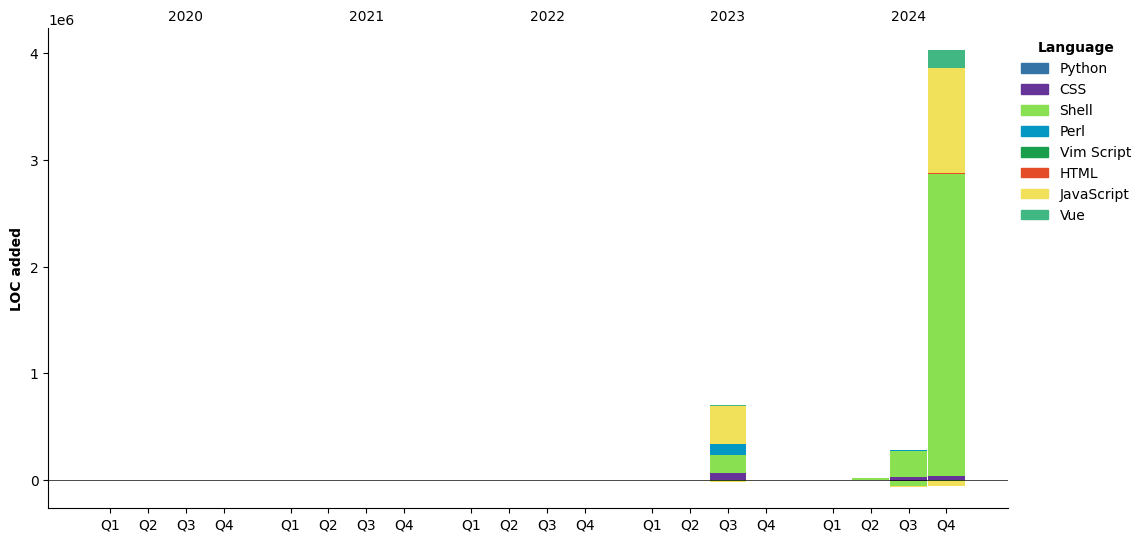 1e6
2020 2021 2022 2023 2024
4
3
2
1
0
LOC added
Q1 Q2 Q3 Q4 Q1 Q2 Q3 Q4 Q1 Q2 Q3 Q4 Q1 Q2 Q3 Q4 Q1 Q2 Q3 Q4
Language
Python
CSS
Shell
Perl
Vim Script
HTML
JavaScript
Vue